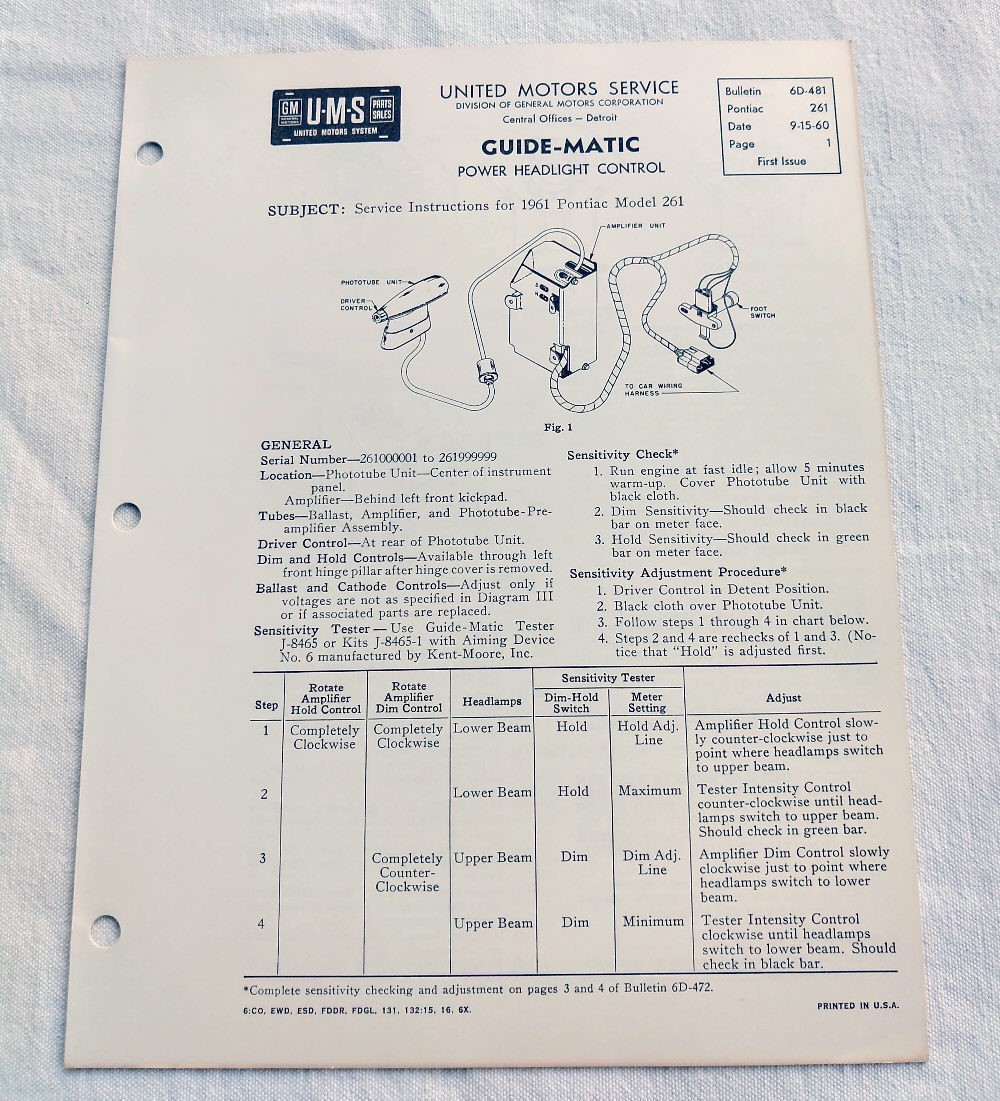 GM
GENERAL MOTORS
U·M·S
PARTS
SALES
UNITED MOTORS SYSTEM
UNITED MOTORS SERVICE
DIVISION OF GENERAL MOTORS CORPORATION
Central Offices — Detroit
GUIDE-MATIC
POWER HEADLIGHT CONTROL
Bulletin 6D-481
Pontiac 261
Date 9-15-60
Page 1
First Issue
SUBJECT: Service Instructions for 1961 Pontiac Model 261
AMPLIFIER UNIT
PHOTOTUBE UNIT
DRIVER
CONTROL
FOOT
SWITCH
TO CAR WIRING
HARNESS
Fig. 1
GENERAL
Serial Number—261000001 to 261999999
Location—Phototube Unit—Center of instrument
panel.
Amplifier—Behind left front kickpad.
Tubes—Ballast, Amplifier, and Phototube-Pre-
amplifier Assembly.
Driver Control—At rear of Phototube Unit.
Dim and Hold Controls—Available through left
front hinge pillar after hinge cover is removed.
Ballast and Cathode Controls—Adjust only if
voltages are not as specified in Diagram III
or if associated parts are replaced.
Sensitivity Tester — Use Guide-Matic Tester
J-8465 or Kits J-8465-1 with Aiming Device
No. 6 manufactured by Kent-Moore, Inc.
Sensitivity Check*
1. Run engine at fast idle; allow 5 minutes
warm-up. Cover Phototube Unit with
black cloth.
2. Dim Sensitivity—Should check in black
bar on meter face.
3. Hold Sensitivity—Should check in green
bar on meter face.
Sensitivity Adjustment Procedure*
1. Driver Control in Detent Position.
2. Black cloth over Phototube Unit.
3. Follow steps 1 through 4 in chart below.
4. Steps 2 and 4 are rechecks of 1 and 3. (No-
tice that "Hold" is adjusted first.
Step
Rotate
Amplifier
Hold Control
Rotate
Amplifier
Dim Control
Headlamps
Sensitivity Tester
Dim-Hold
Switch
Meter
Setting
Adjust
1
Completely
Clockwise
Completely
Clockwise
Lower Beam
Hold
Hold Adj.
Line
Amplifier Hold Control slow-
ly counter-clockwise just to
point where headlamps switch
to upper beam.
2
Lower Beam
Hold
Maximum
Tester Intensity Control
counter-clockwise until head-
lamps switch to upper beam.
Should check in green bar.
3
Completely
Counter-
Clockwise
Upper Beam
Dim
Dim Adj.
Line
Amplifier Dim Control slowly
clockwise just to point where
headlamps switch to lower
beam.
4
Upper Beam
Dim
Minimum
Tester Intensity Control
clockwise until headlamps
switch to lower beam. Should
check in black bar.
*Complete sensitivity checking and adjustment on pages 3 and 4 of Bulletin 6D-472.
6:CO, EWD, ESD, FDDR, FDGL, 131, 132:15, 16, 6X.
PRINTED IN U.S.A.